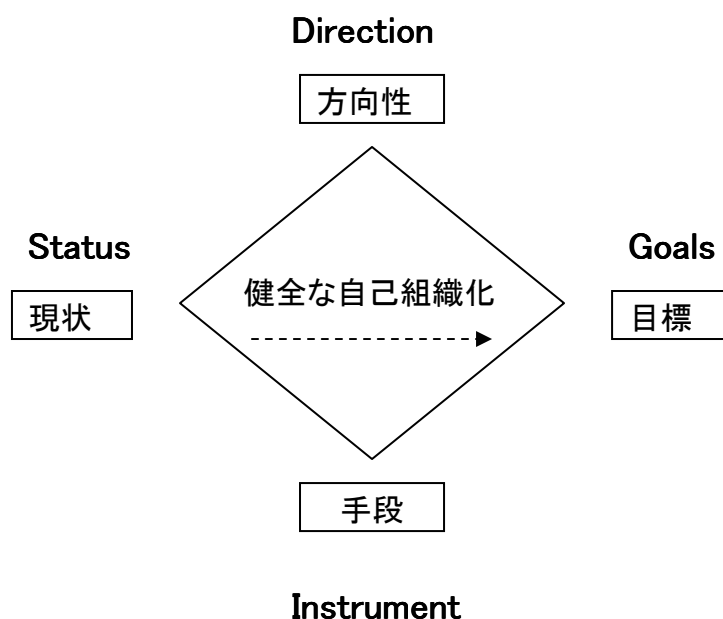 Direction
方向性
Status
Goals
健全な自己組織化
現状
目標
手段
Instrument